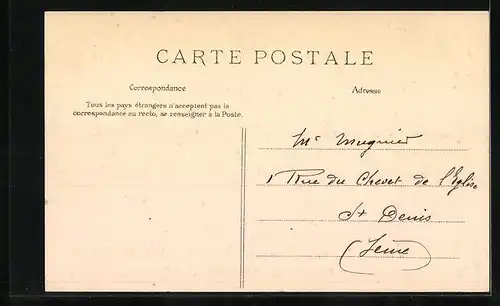 CARTE POSTALE
Correspondance
Adresse
Tous les pays étrangers n'acceptent pas la
correspondance au recto, se renseigner à la Poste.
Mr Mugnier
1 Rue du Chevet de l'Eglise
St Denis
(Seine)